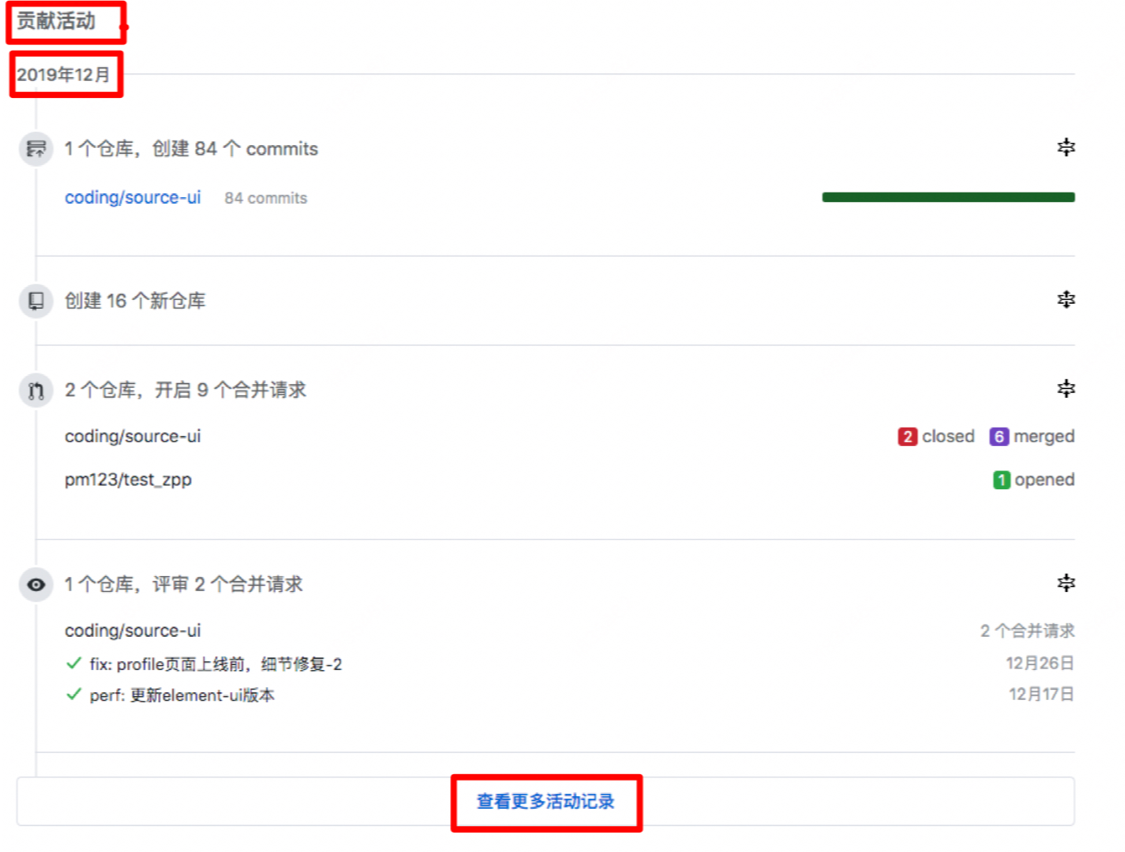 贡献活动
2019年12月
1 个仓库，创建 84 个 commits
coding/source-ui 84 commits
创建 16 个新仓库
2 个仓库，开启 9 个合并请求
coding/source-ui 2 closed 6 merged
pm123/test_zpp 1 opened
1 个仓库，评审 2 个合并请求
coding/source-ui 2 个合并请求
fix: profile页面上线前，细节修复-2 12月26日
perf: 更新element-ui版本 12月17日
查看更多活动记录